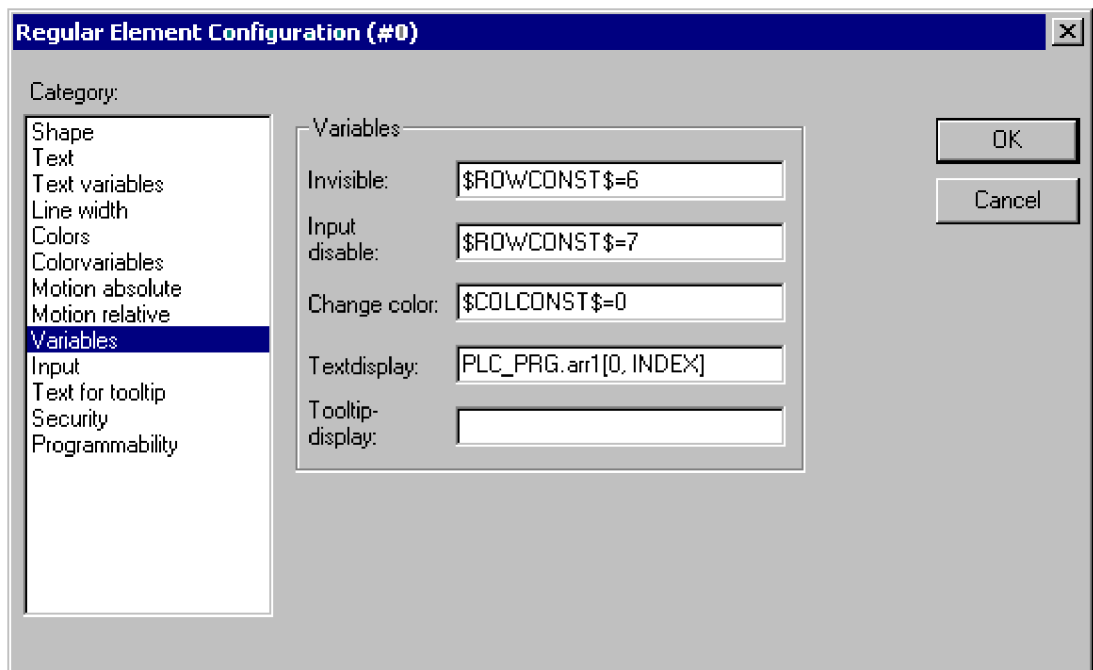 Regular Element Configuration (#0)
Category:
Shape
Text
Text variables
Line width
Colors
Colorvariables
Motion absolute
Motion relative
Variables
Input
Text for tooltip
Security
Programmability
Variables
Invisible:
$ROWCONST$=6
Input
disable:
$ROWCONST$=7
Change color:
$COLCONST$=0
Textdisplay:
PLC_PRG.arr1[0, INDEX]
Tooltip-
display:
OK
Cancel